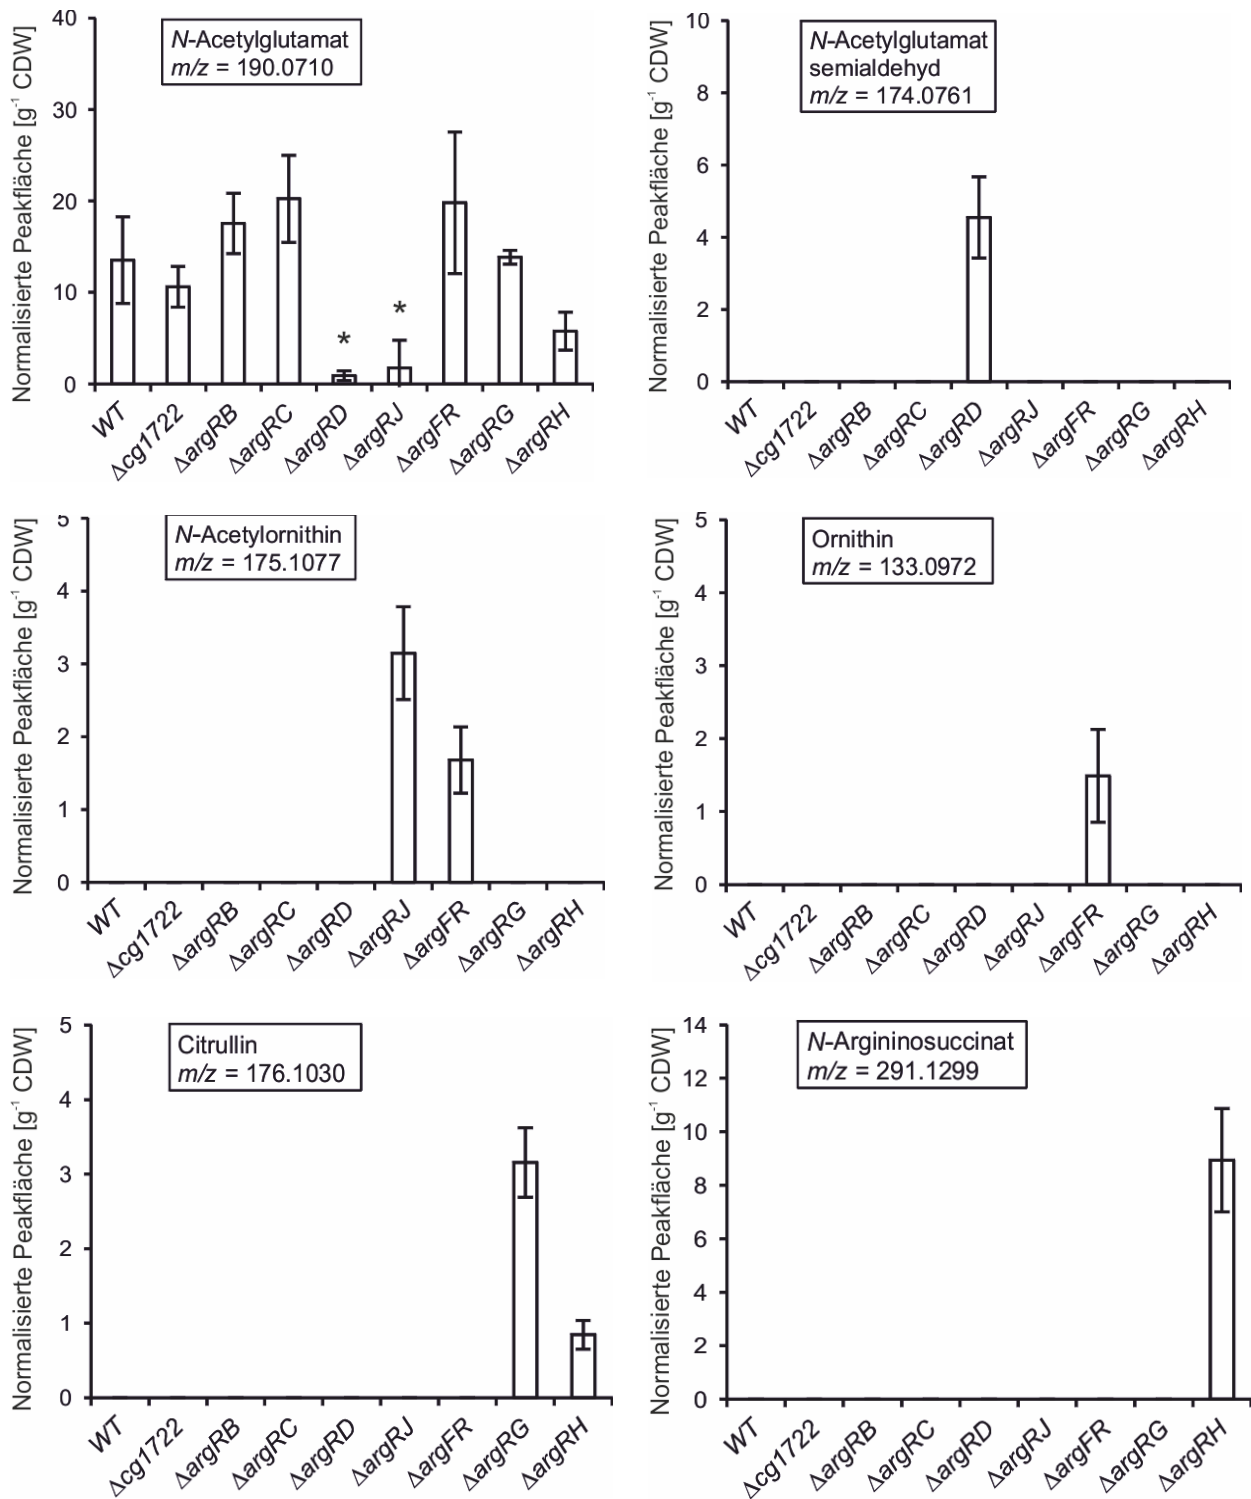 Normalisierte Peakfläche [g⁻¹ CDW]
40
30
20
10
0
N-Acetylglutamat
m/z = 190.0710
*
*
WT
Δcg1722
ΔargRB
ΔargRC
ΔargRD
ΔargRJ
ΔargFR
ΔargRG
ΔargRH
Normalisierte Peakfläche [g⁻¹ CDW]
10
8
6
4
2
0
N-Acetylglutamat
semialdehyd
m/z = 174.0761
WT
Δcg1722
ΔargRB
ΔargRC
ΔargRD
ΔargRJ
ΔargFR
ΔargRG
ΔargRH
Normalisierte Peakfläche [g⁻¹ CDW]
5
4
3
2
1
0
N-Acetylornithin
m/z = 175.1077
WT
Δcg1722
ΔargRB
ΔargRC
ΔargRD
ΔargRJ
ΔargFR
ΔargRG
ΔargRH
Normalisierte Peakfläche [g⁻¹ CDW]
5
4
3
2
1
0
Ornithin
m/z = 133.0972
WT
Δcg1722
ΔargRB
ΔargRC
ΔargRD
ΔargRJ
ΔargFR
ΔargRG
ΔargRH
Normalisierte Peakfläche [g⁻¹ CDW]
5
4
3
2
1
0
Citrullin
m/z = 176.1030
WT
Δcg1722
ΔargRB
ΔargRC
ΔargRD
ΔargRJ
ΔargFR
ΔargRG
ΔargRH
Normalisierte Peakfläche [g⁻¹ CDW]
14
12
10
8
6
4
2
0
N-Argininosuccinat
m/z = 291.1299
WT
Δcg1722
ΔargRB
ΔargRC
ΔargRD
ΔargRJ
ΔargFR
ΔargRG
ΔargRH